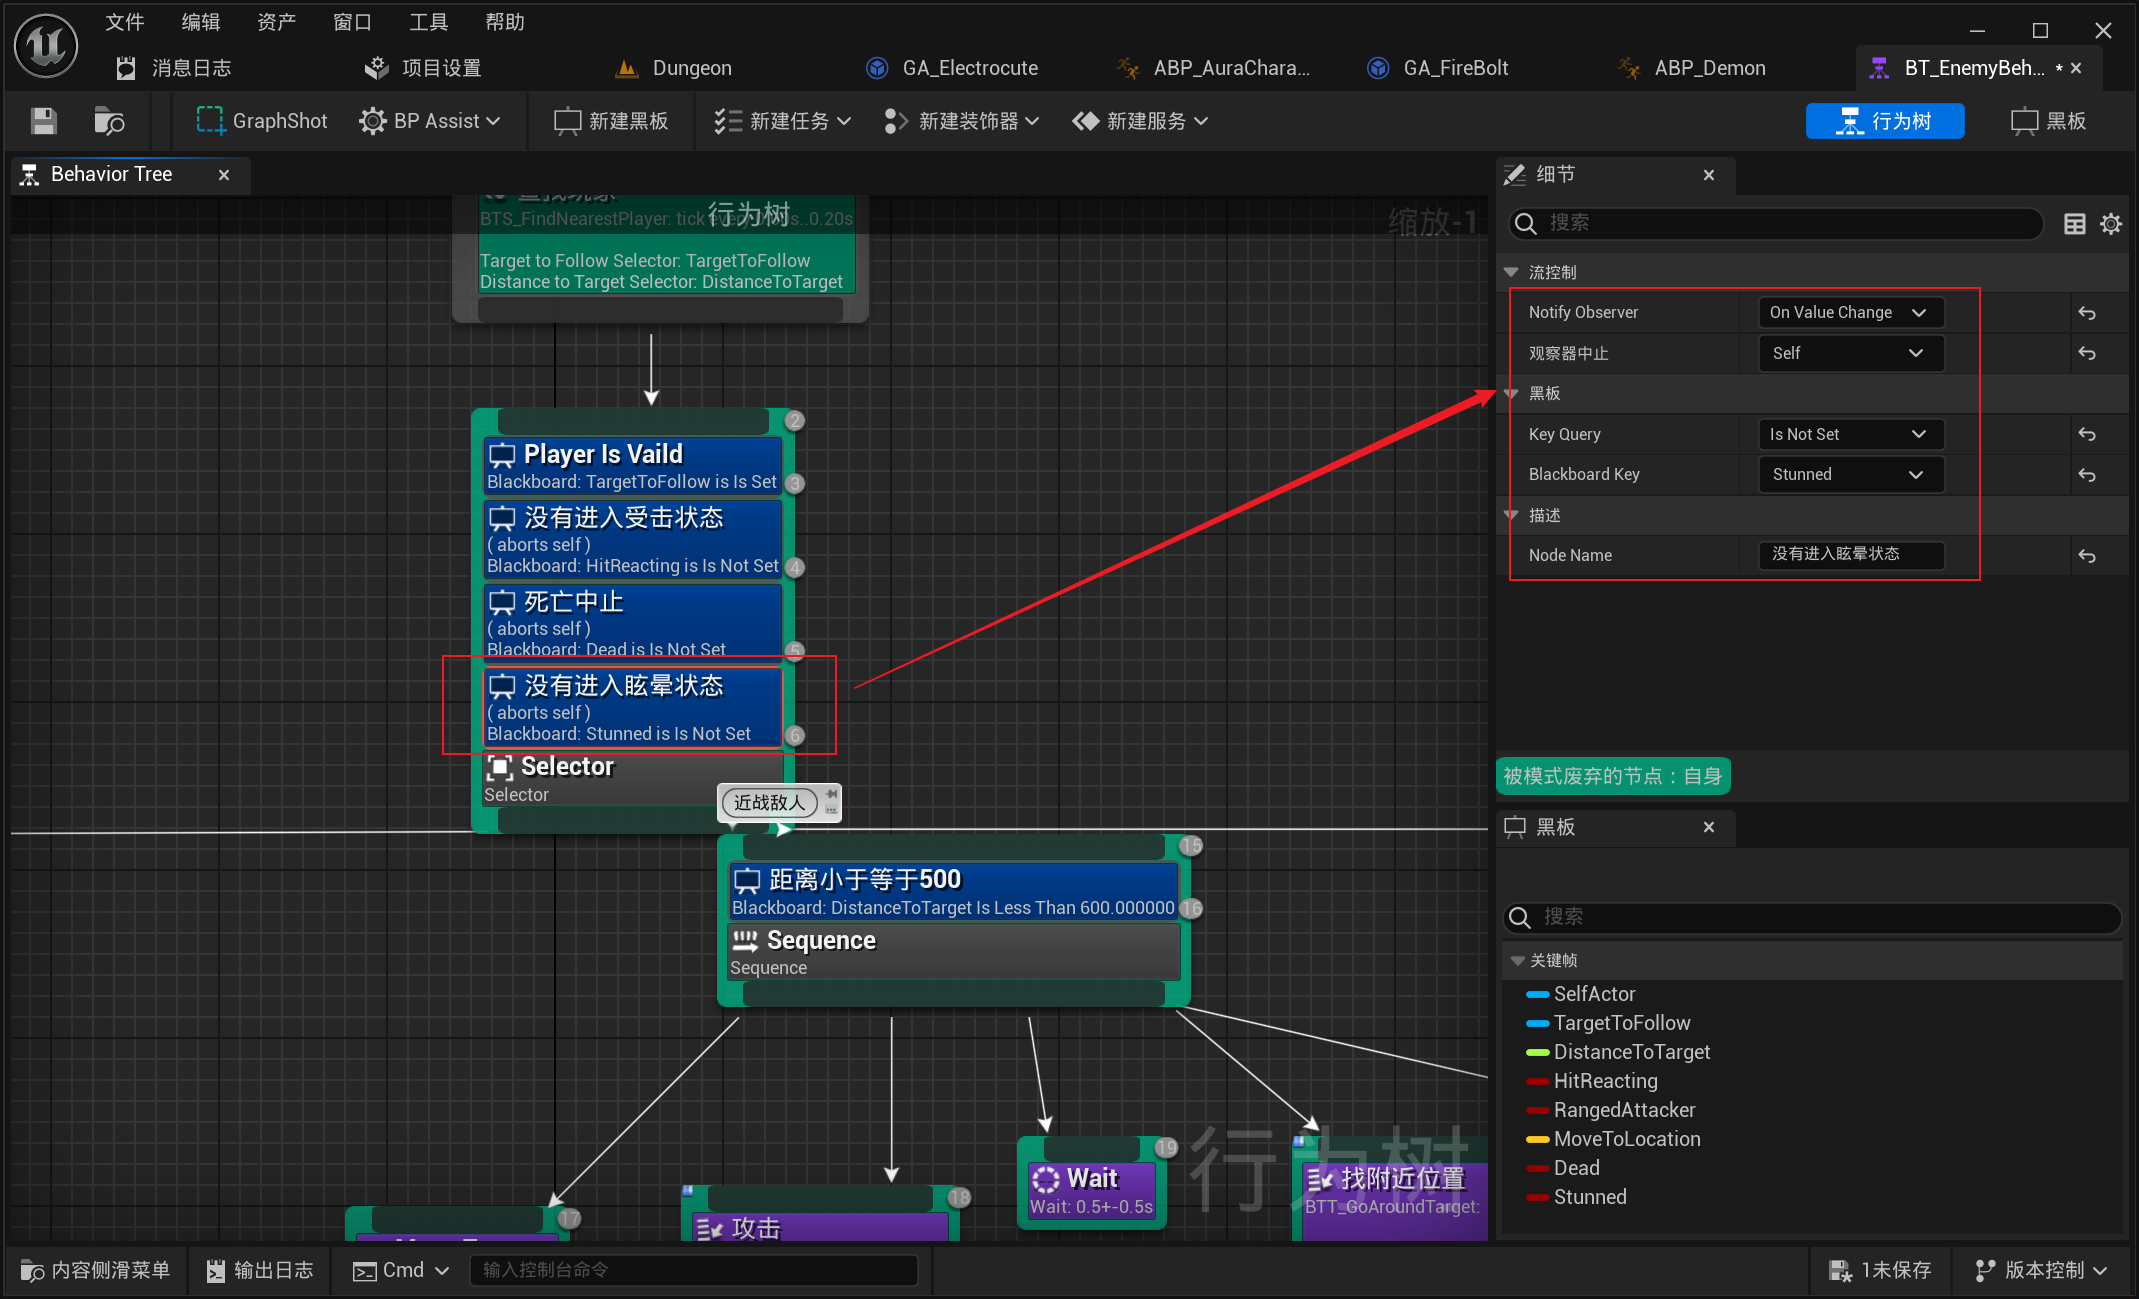 文件 编辑 资产 窗口 工具 帮助
消息日志 项目设置 Dungeon GA_Electrocute ABP_AuraChara... GA_FireBolt ABP_Demon BT_EnemyBeh... *
GraphShot BP Assist 新建黑板 新建任务 新建装饰器 新建服务 行为树 黑板
Behavior Tree
行为树
缩放-1
Target to Follow Selector: TargetToFollow
Distance to Target Selector: DistanceToTarget
2
Player Is Vaild
Blackboard: TargetToFollow is Is Set
3
没有进入受击状态
( aborts self )
Blackboard: HitReacting is Is Not Set
4
死亡中止
( aborts self )
Blackboard: Dead is Is Not Set
5
没有进入眩晕状态
( aborts self )
Blackboard: Stunned is Is Not Set
6
Selector
Selector
近战敌人
15
距离小于等于500
Blackboard: DistanceToTarget Is Less Than 600.000000
16
Sequence
Sequence
17
18
攻击
19
Wait
Wait: 0.5+-0.5s
找附近位置
BTT_GoAroundTarget:
行为树
细节
搜索
流控制
Notify Observer On Value Change
观察器中止 Self
黑板
Key Query Is Not Set
Blackboard Key Stunned
描述
Node Name 没有进入眩晕状态
被模式废弃的节点：自身
黑板
搜索
关键帧
SelfActor
TargetToFollow
DistanceToTarget
HitReacting
RangedAttacker
MoveToLocation
Dead
Stunned
内容侧滑菜单 输出日志 Cmd 输入控制台命令 1未保存 版本控制